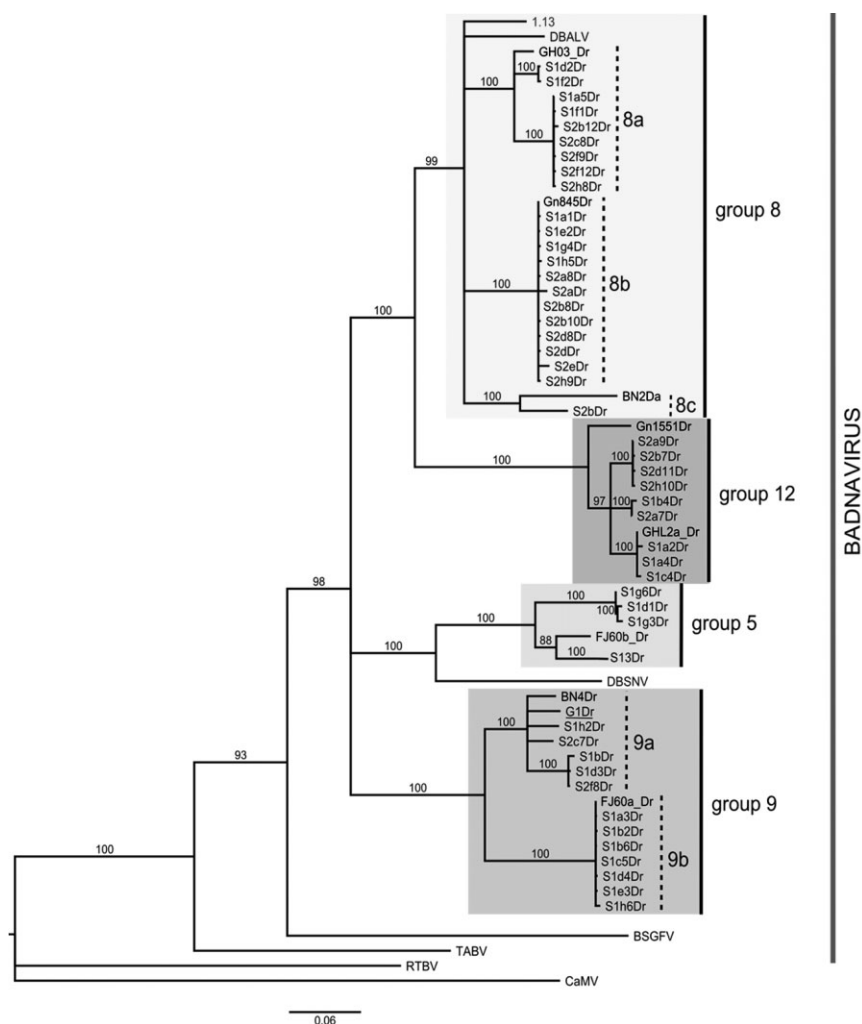 1.13
DBALV
GH03_Dr
100
S1d2Dr
S1f2Dr
100
S1a5Dr
S1f1Dr
S2b12Dr
8a
100
S2c8Dr
S2f9Dr
S2f12Dr
S2h8Dr
99
group 8
Gn845Dr
S1a1Dr
S1e2Dr
S1g4Dr
S1h5Dr
S2a8Dr
100
S2aDr
8b
S2b8Dr
100
S2b10Dr
S2d8Dr
S2dDr
S2eDr
S2h9Dr
100
BN2Da
8c
S2bDr
Gn1551Dr
S2a9Dr
100
S2b7Dr
100
S2d11Dr
S2h10Dr
group 12
97
100
S1b4Dr
S2a7Dr
GHL2a_Dr
100
S1a2Dr
S1a4Dr
S1c4Dr
BADNAVIRUS
98
100
S1g6Dr
100
S1d1Dr
S1g3Dr
100
group 5
88
FJ60b_Dr
100
100
S13Dr
DBSNV
BN4Dr
G1Dr
100
S1h2Dr
S2c7Dr
9a
S1bDr
100
S1d3Dr
S2f8Dr
93
100
group 9
FJ60a_Dr
S1a3Dr
S1b2Dr
S1b6Dr
100
S1c5Dr
9b
S1d4Dr
S1e3Dr
S1h6Dr
100
BSGFV
TABV
RTBV
CaMV
0.06